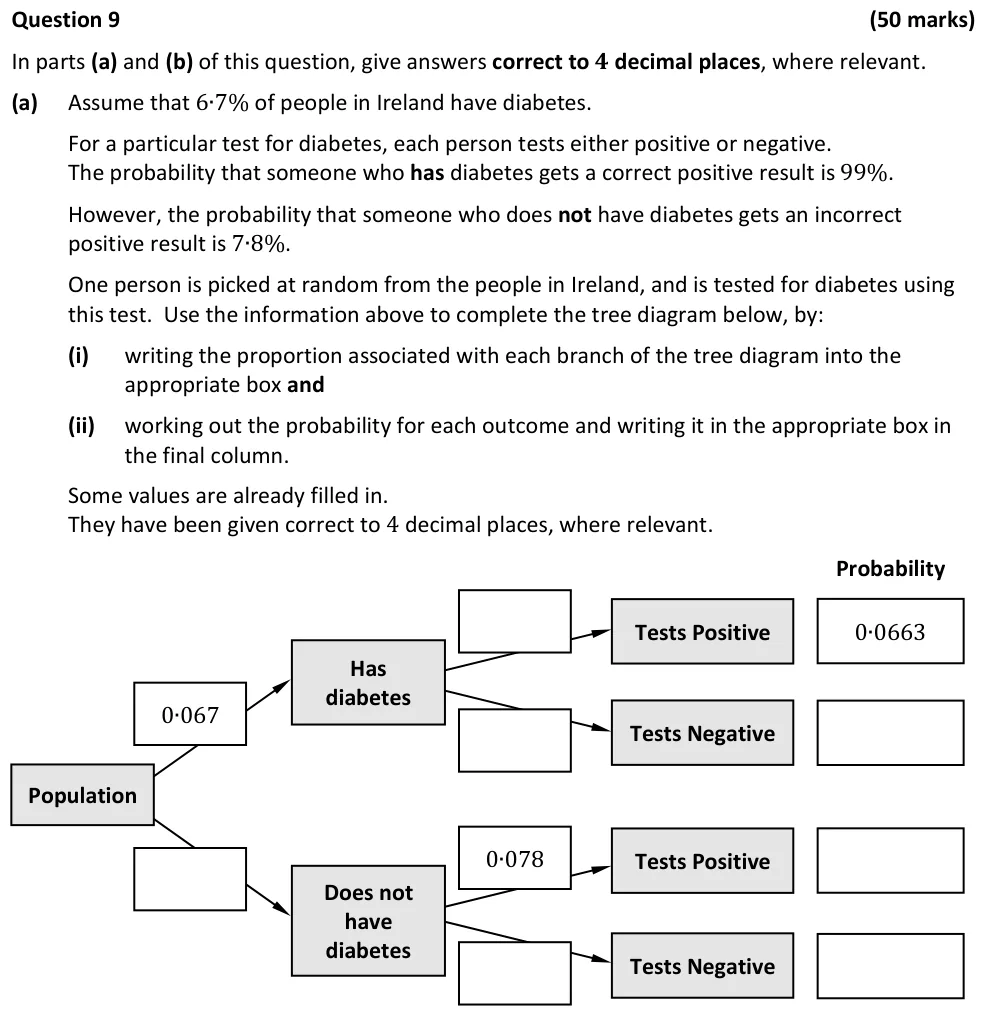 Question 9 (50 marks)
In parts (a) and (b) of this question, give answers correct to 4 decimal places, where relevant.
(a) Assume that 6·7% of people in Ireland have diabetes.
For a particular test for diabetes, each person tests either positive or negative.
The probability that someone who has diabetes gets a correct positive result is 99%.
However, the probability that someone who does not have diabetes gets an incorrect
positive result is 7·8%.
One person is picked at random from the people in Ireland, and is tested for diabetes using
this test. Use the information above to complete the tree diagram below, by:
(i) writing the proportion associated with each branch of the tree diagram into the
appropriate box and
(ii) working out the probability for each outcome and writing it in the appropriate box in
the final column.
Some values are already filled in.
They have been given correct to 4 decimal places, where relevant.
Probability
Tests Positive
0·0663
Has
diabetes
0·067
Tests Negative
Population
0·078
Tests Positive
Does not
have
diabetes
Tests Negative